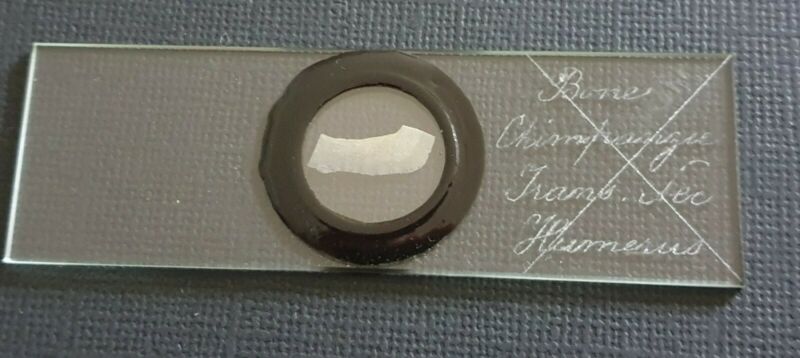 Bone
Chimpanzee
Trans. Sec
Humerus